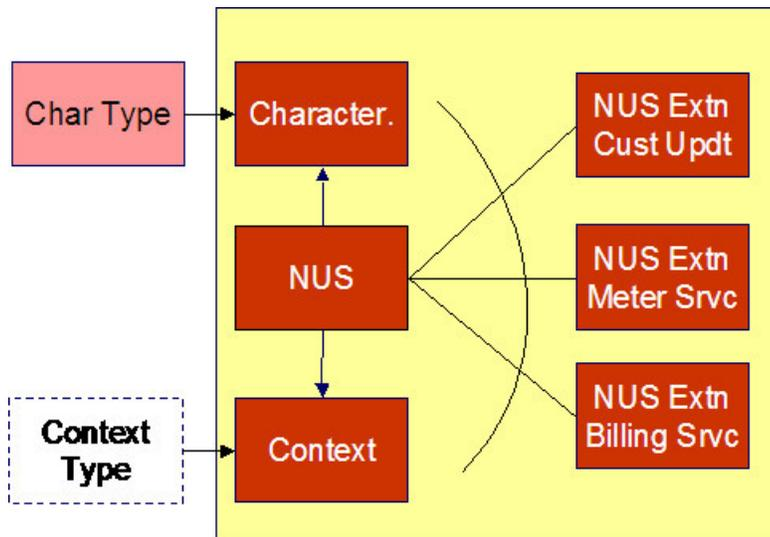 Char Type
Character.
NUS Extn
Cust Updt
NUS
NUS Extn
Meter Srvc
Context
Type
Context
NUS Extn
Billing Srvc